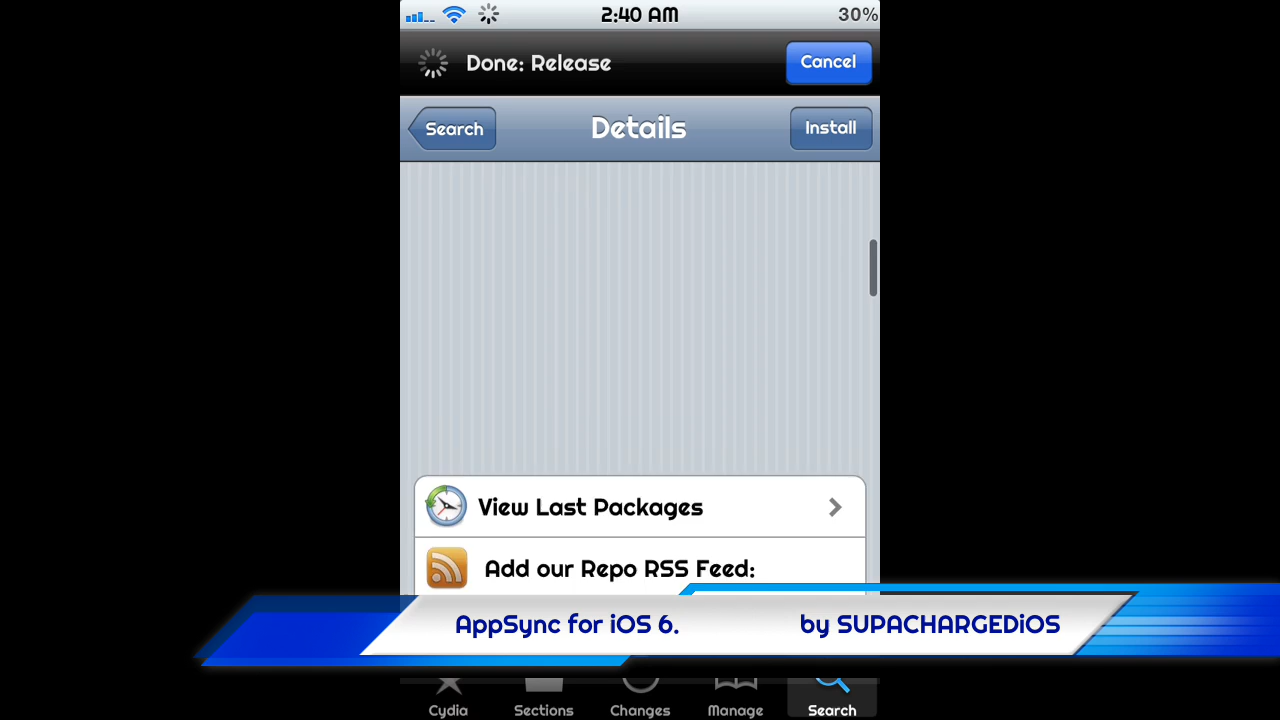 2:40 AM
30%
Done: Release
Cancel
Search
Details
Install
View Last Packages
Add our Repo RSS Feed:
AppSync for iOS 6.
by SUPACHARGEDiOS
Cydia
Sections
Changes
Manage
Search